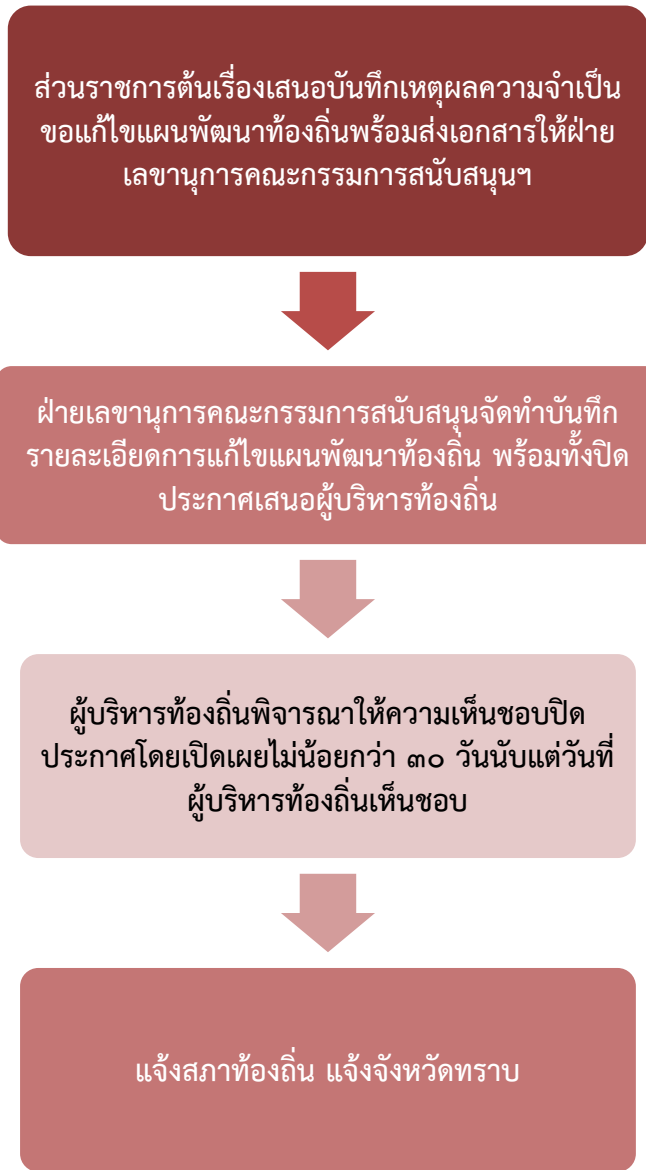 ส่วนราชการต้นเรื่องเสนอบันทึกเหตุผลความจำเป็น
ขอแก้ไขแผนพัฒนาท้องถิ่นพร้อมส่งเอกสารให้ฝ่าย
เลขานุการคณะกรรมการสนับสนุนฯ
ฝ่ายเลขานุการคณะกรรมการสนับสนุนจัดทำบันทึก
รายละเอียดการแก้ไขแผนพัฒนาท้องถิ่น พร้อมทั้งปิด
ประกาศเสนอผู้บริหารท้องถิ่น
ผู้บริหารท้องถิ่นพิจารณาให้ความเห็นชอบปิด
ประกาศโดยเปิดเผยไม่น้อยกว่า ๓๐ วันนับแต่วันที่
ผู้บริหารท้องถิ่นเห็นชอบ
แจ้งสภาท้องถิ่น แจ้งจังหวัดทราบ